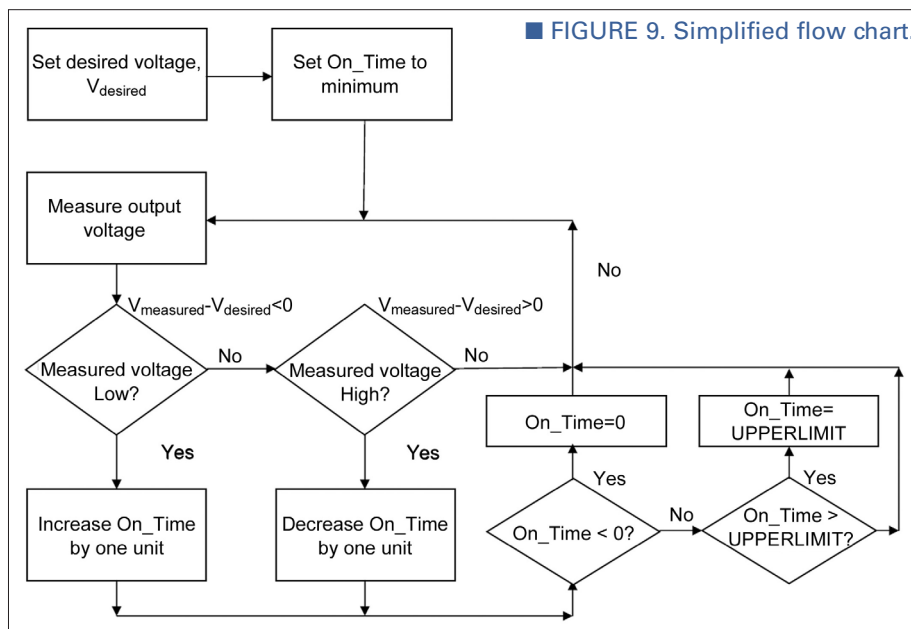 ■ FIGURE 9. Simplified flow chart.
Set desired voltage,
Vdesired
Set On_Time to
minimum
Measure output
voltage
No
Vmeasured-Vdesired<0
Vmeasured-Vdesired>0
Measured voltage
Low?
No
Measured voltage
High?
No
On_Time=0
On_Time=
UPPERLIMIT
Yes
Yes
Yes
Yes
Increase On_Time
by one unit
Decrease On_Time
by one unit
On_Time < 0?
No
On_Time >
UPPERLIMIT?